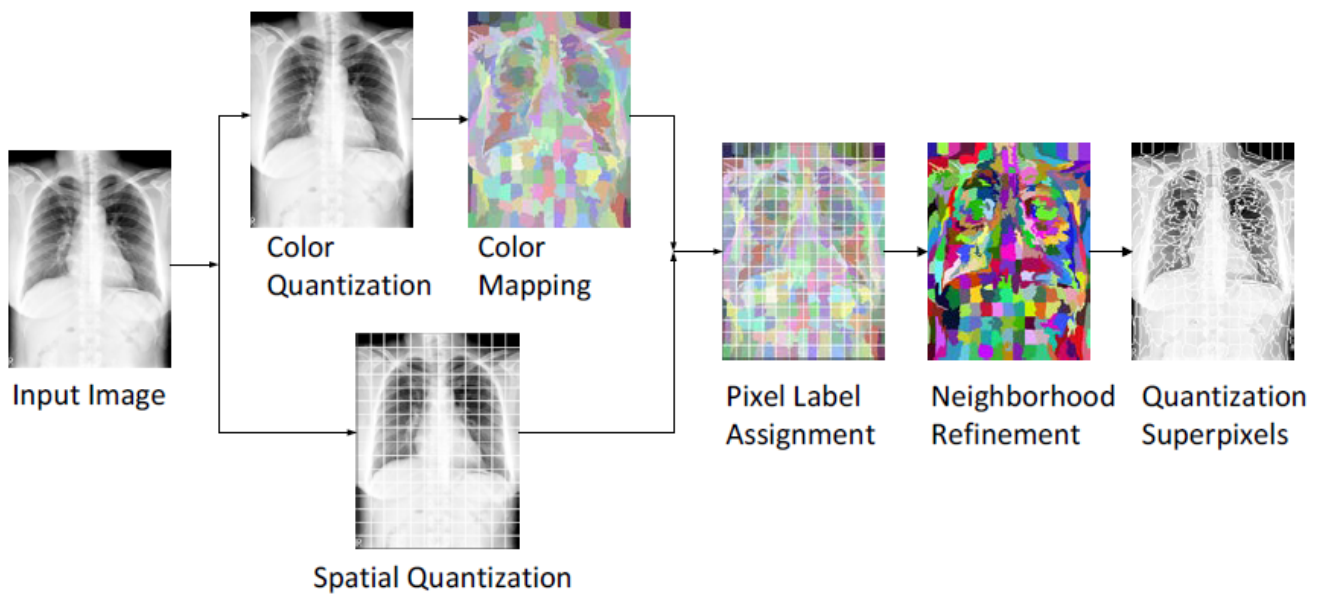 Color
Quantization
Color
Mapping
Input Image
Pixel Label
Assignment
Neighborhood
Refinement
Quantization
Superpixels
Spatial Quantization